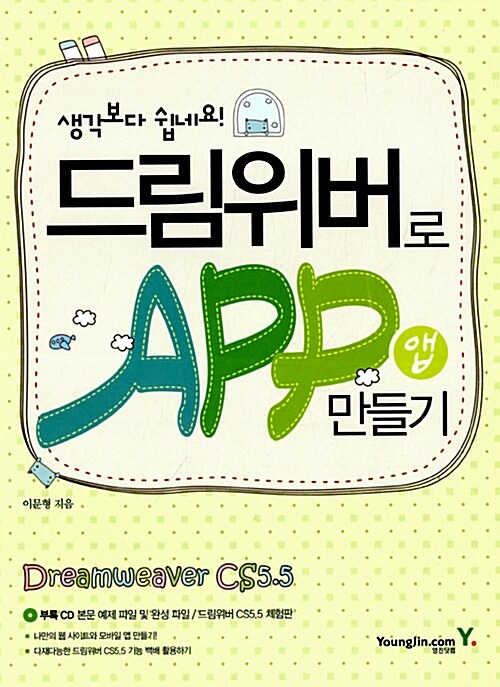 생각보다 쉽네요!
드림위버로
APP 앱
만들기
이문형 지음
Dreamweaver CS5.5
부록 CD 본문 예제 파일 및 완성 파일 / 드림위버 CS5.5 체험판
나만의 웹 사이트와 모바일 앱 만들기!
다재다능한 드림위버 CS5.5 기능 백배 활용하기
YoungJin.com Y.
영진닷컴